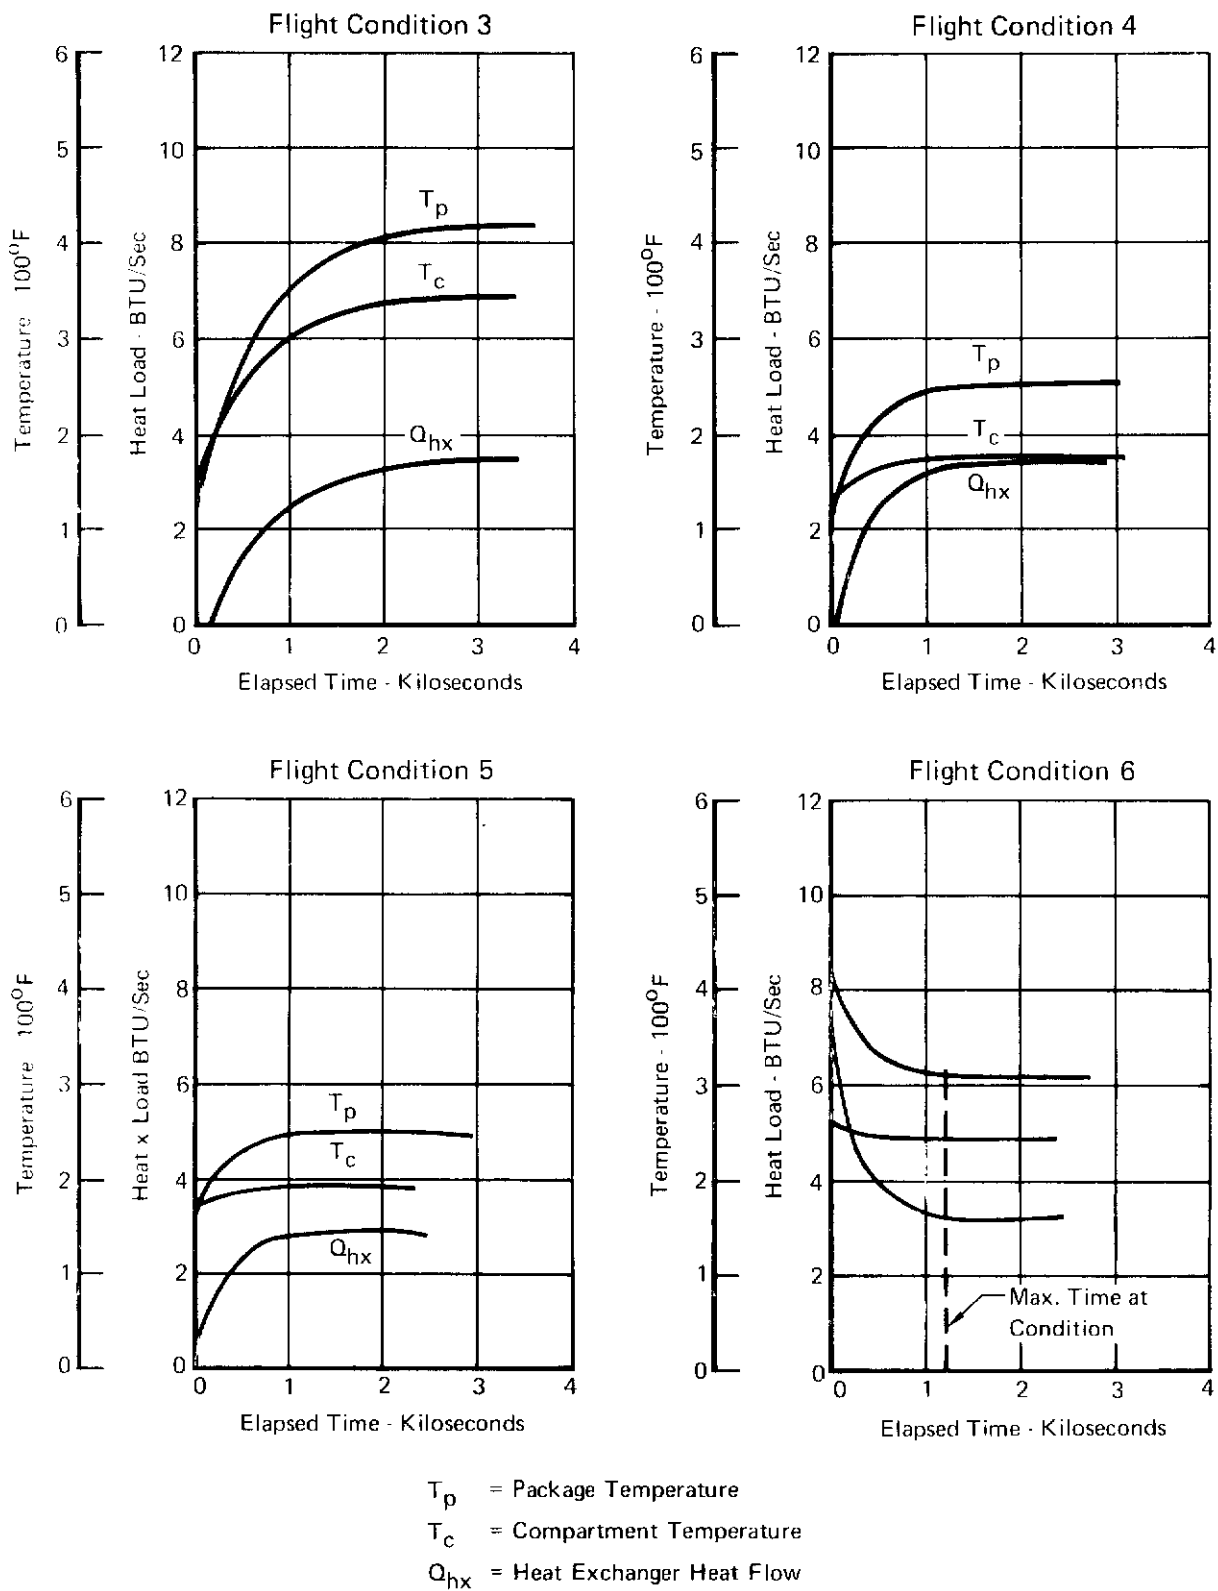 Flight Condition 3
6
5
4
3
2
1
0
Temperature 100°F
12
10
8
6
4
2
0
Heat Load - BTU/Sec
Tp
Tc
Qhx
0 1 2 3 4
Elapsed Time - Kiloseconds
Flight Condition 4
6
5
4
3
2
1
0
Temperature - 100°F
12
10
8
6
4
2
0
Heat Load - BTU/Sec
Tp
Tc
Qhx
0 1 2 3 4
Elapsed Time - Kiloseconds
Flight Condition 5
6
5
4
3
2
1
0
Temperature 100°F
12
10
8
6
4
2
0
Heat x Load BTU/Sec
Tp
Tc
Qhx
0 1 2 3 4
Elapsed Time - Kiloseconds
Flight Condition 6
6
5
4
3
2
1
0
Temperature - 100°F
12
10
8
6
4
2
0
Heat Load - BTU/Sec
Max. Time at
Condition
0 1 2 3 4
Elapsed Time - Kiloseconds
Tp = Package Temperature
Tc = Compartment Temperature
Qhx = Heat Exchanger Heat Flow